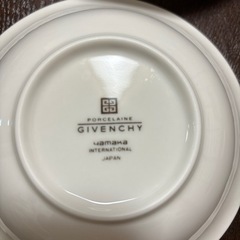 PORCELAINE
GIVENCHY
yamaka
INTERNATIONAL
JAPAN